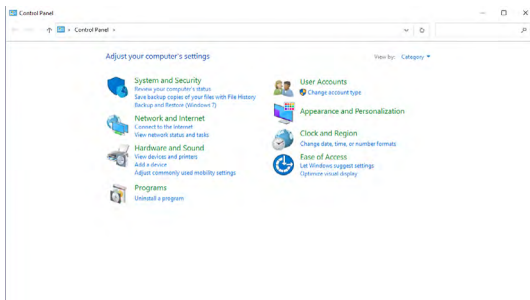 Control Panel
Control Panel
Adjust your computer's settings
View by: Category
System and Security
Review your computer's status
Save backup copies of your files with File History
Backup and Restore (Windows 7)
Network and Internet
Connect to the Internet
View network status and tasks
Hardware and Sound
View devices and printers
Add a device
Adjust commonly used mobility settings
Programs
Uninstall a program
User Accounts
Change account type
Appearance and Personalization
Clock and Region
Change date, time, or number formats
Ease of Access
Let Windows suggest settings
Optimize visual display